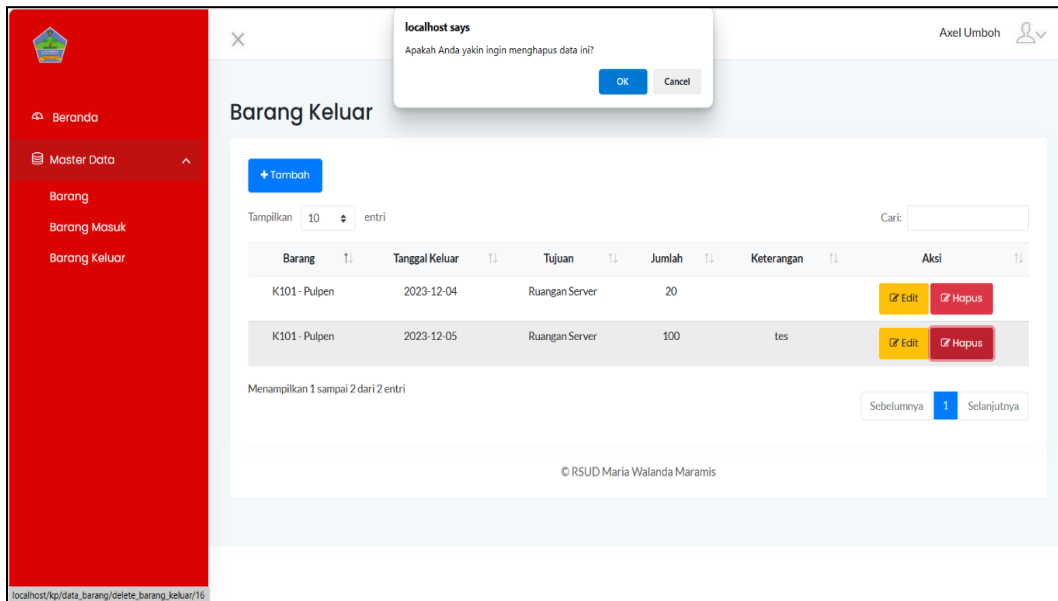 localhost says
Apakah Anda yakin ingin menghapus data ini?
OK Cancel
Axel Umboh
Beranda
Master Data
Barang
Barang Masuk
Barang Keluar
Barang Keluar
+ Tambah
Tampilkan 10 entri
Cari:
Barang Tanggal Keluar Tujuan Jumlah Keterangan Aksi
K101 - Pulpen 2023-12-04 Ruangan Server 20 Edit Hapus
K101 - Pulpen 2023-12-05 Ruangan Server 100 tes Edit Hapus
Menampilkan 1 sampai 2 dari 2 entri
Sebelumnya 1 Selanjutnya
© RSUD Maria Walanda Maramis
localhost/kp/data_barang/delete_barang_keluar/16